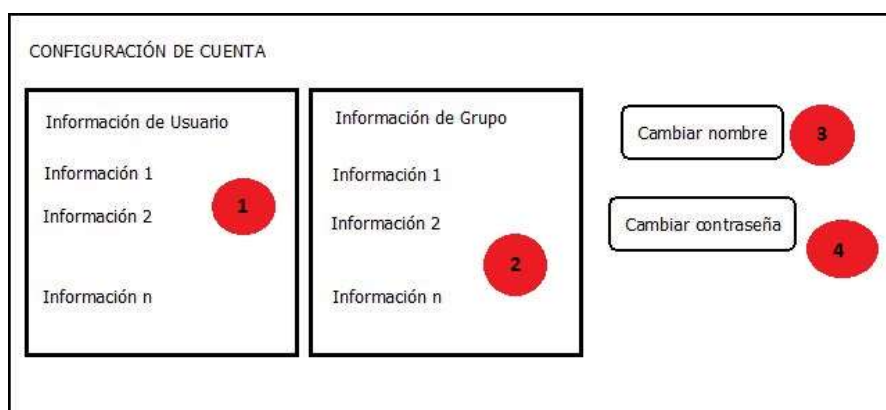 CONFIGURACIÓN DE CUENTA
Información de Usuario
Información 1
Información 2
Información n
1
Información de Grupo
Información 1
Información 2
Información n
2
Cambiar nombre
3
Cambiar contraseña
4